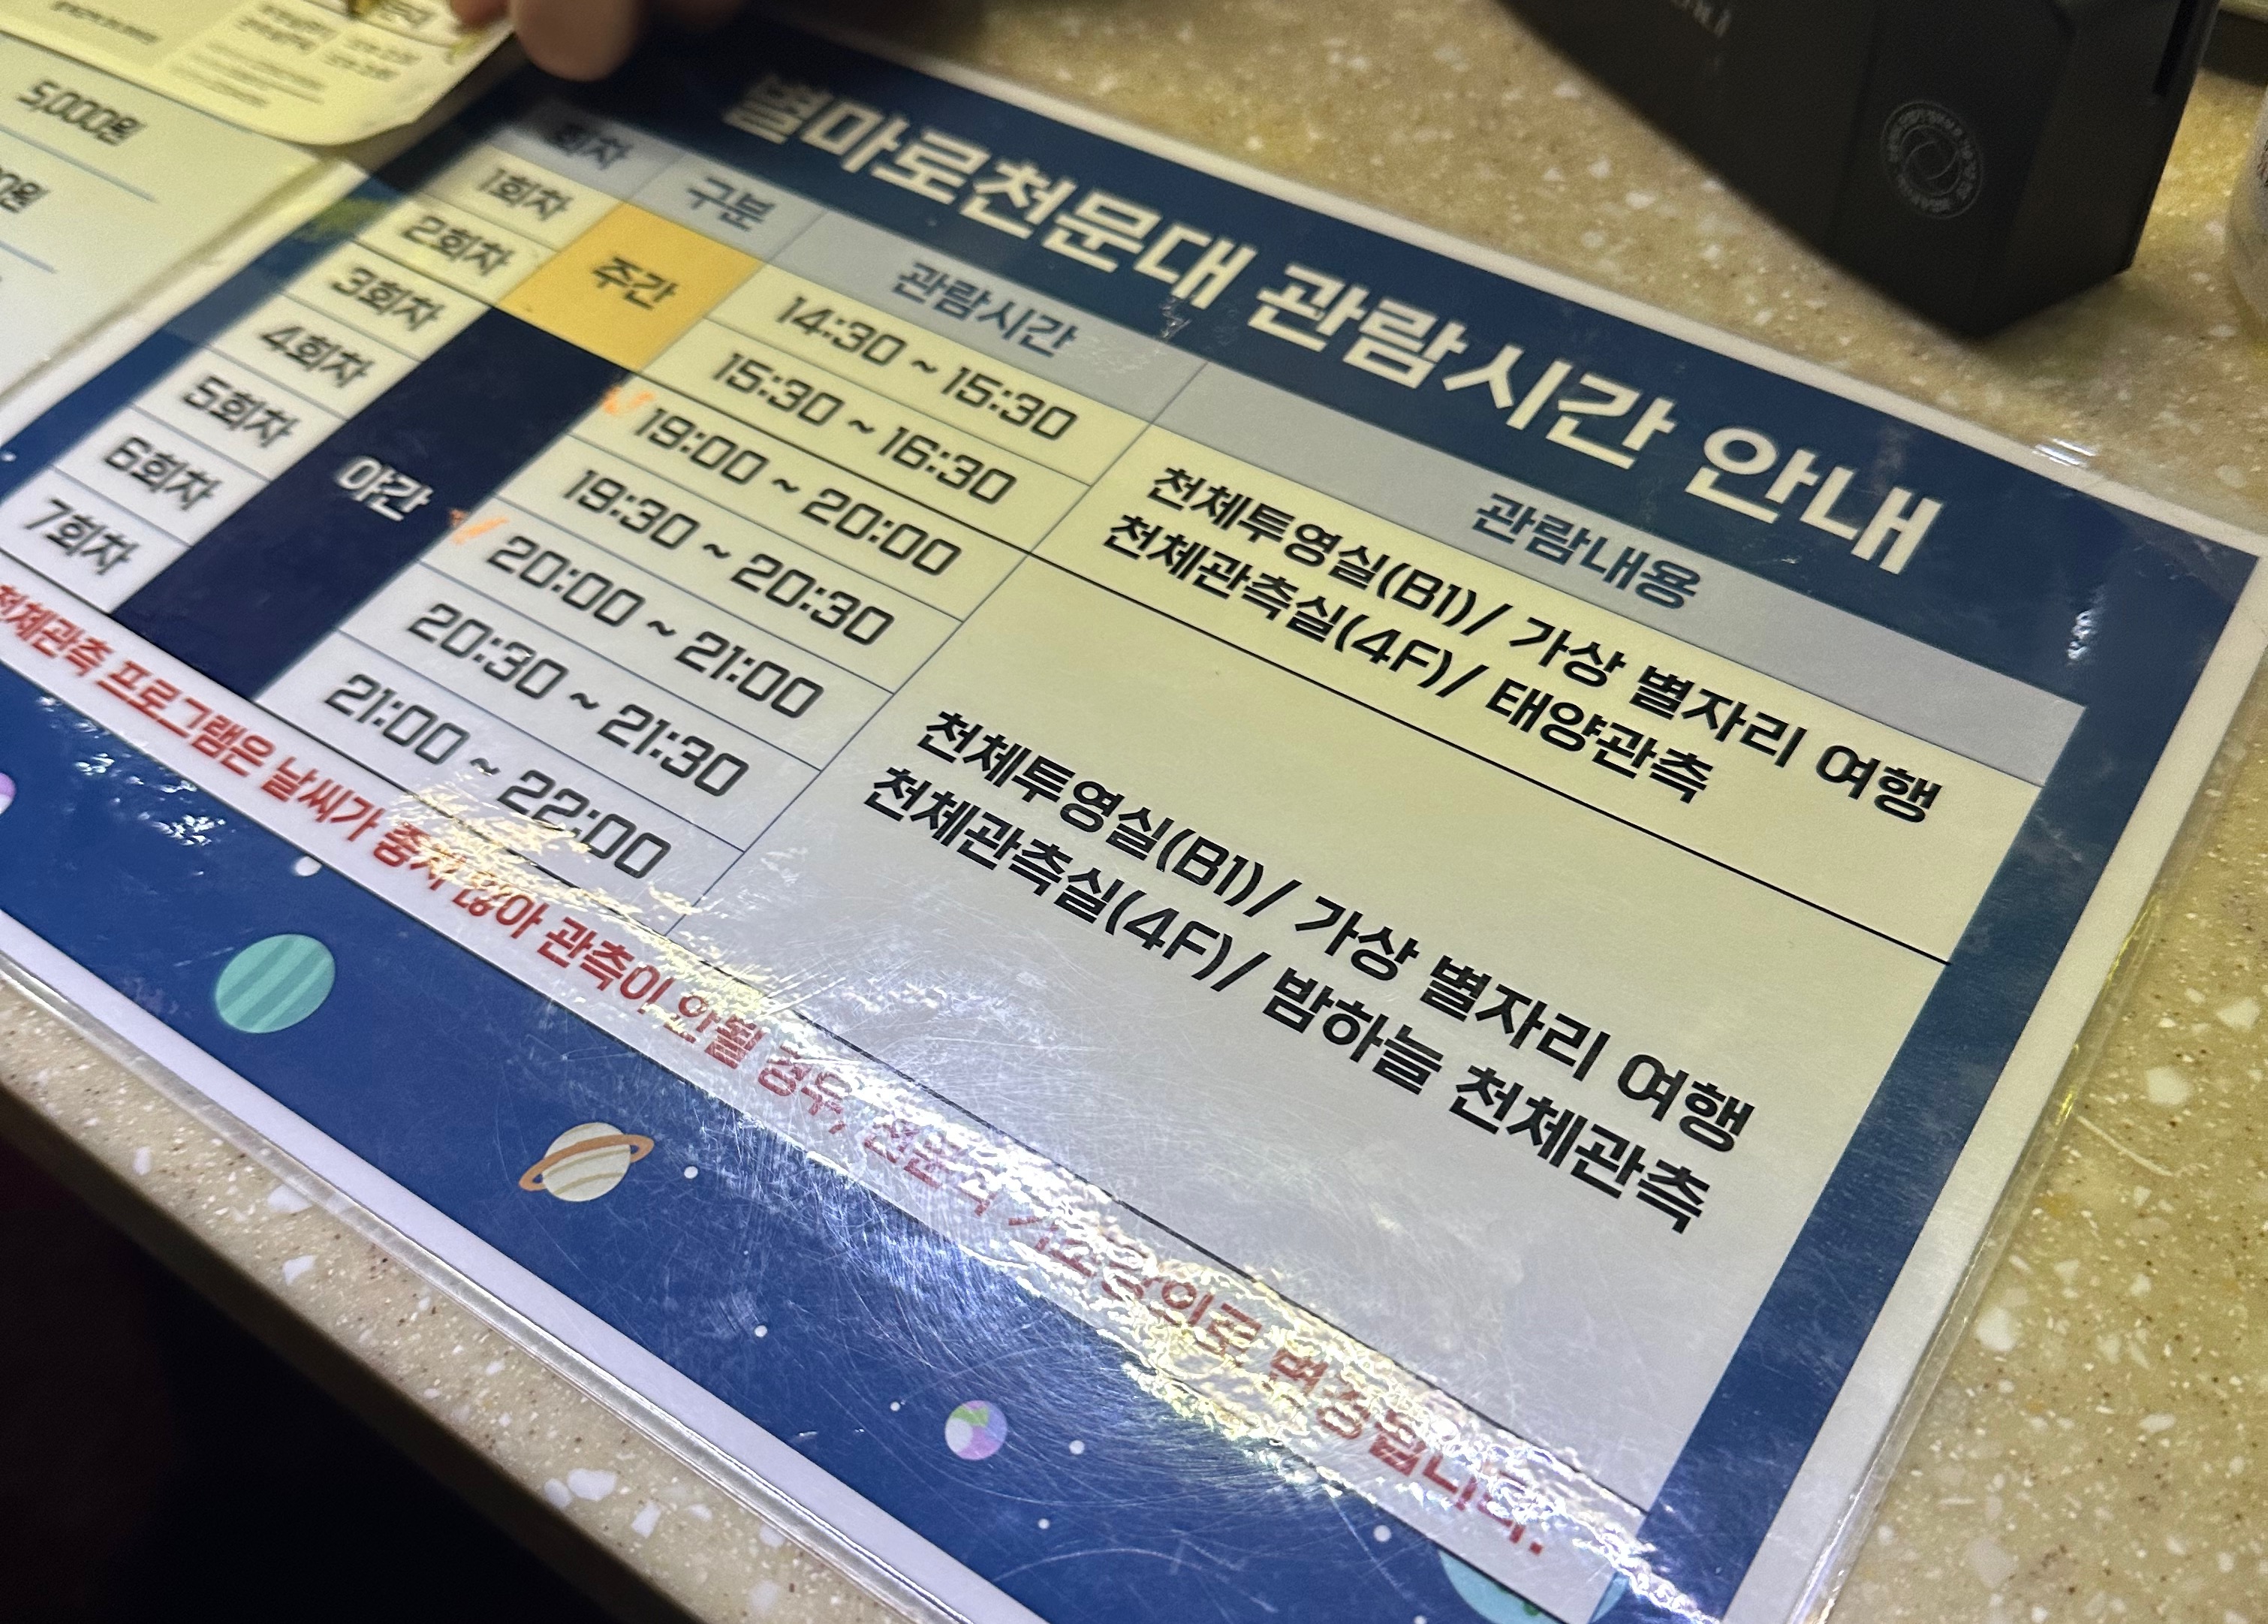 5,000원
별마로천문대 관람시간 안내
회차 구분 관람시간 관람내용
1회차 주간 14:30 ~ 15:30 천체투영실(B1)/ 가상 별자리 여행
2회차 15:30 ~ 16:30 천체관측실(4F)/ 태양관측
3회차 야간 19:00 ~ 20:00 천체투영실(B1)/ 가상 별자리 여행
4회차 19:30 ~ 20:30 천체관측실(4F)/ 밤하늘 천체관측
5회차 20:00 ~ 21:00
6회차 20:30 ~ 21:30
7회차 21:00 ~ 22:00
천체관측 프로그램은 날씨가 좋지 않아 관측이 안될 경우, 변경됩니다.